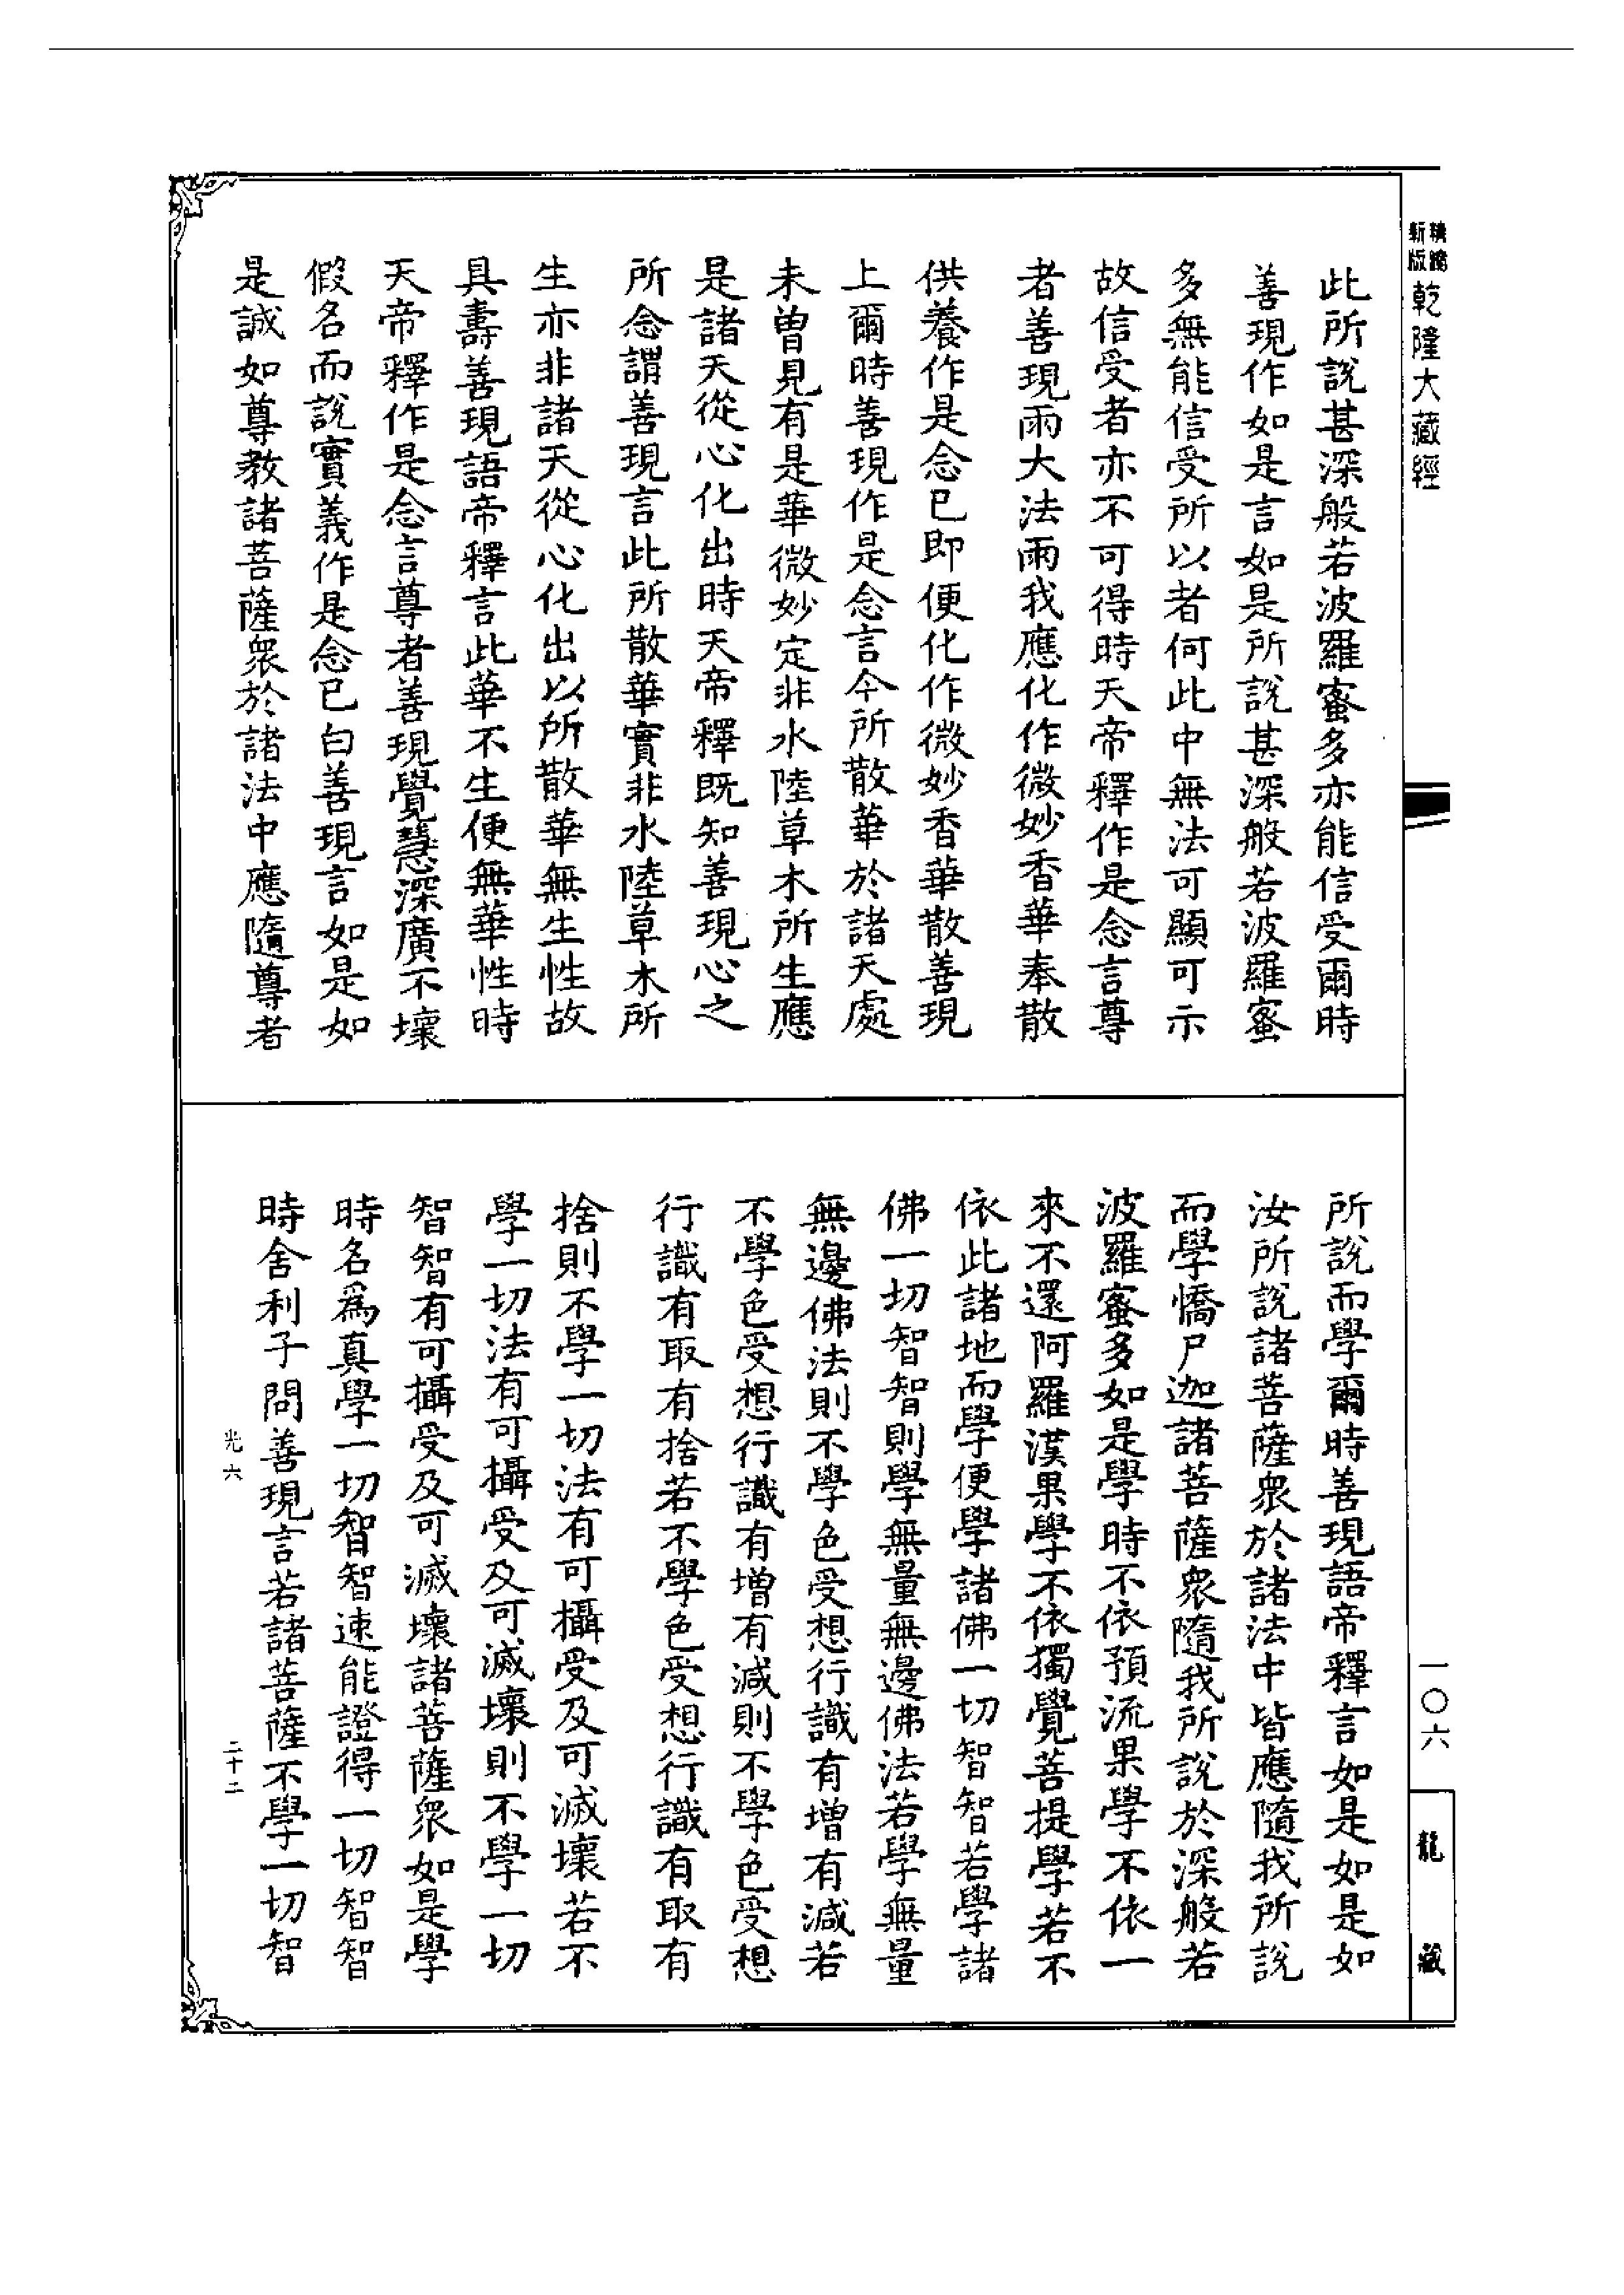 新版
乾隆大藏經
此所說甚深般若波羅蜜多亦能信受爾時
善現作如是言如是所說甚深般若波羅蜜
多無能信受所以者何此中無法可顯可示
故信受者亦不可得時天帝釋作是念言尊
者善現雨大法雨我應化作微妙香華奉散
供養作是念已即便化作微妙香華散善現
上爾時善現作是念言今所散華於諸天處
未曾見有是華微妙定非水陸草木所生應
是諸天從心化出時天帝釋既知善現心之
所念謂善現言此所散華實非水陸草木所
生亦非諸天從心化出以所散華無生性故
具壽善現語帝釋言此華不生便無華性時
天帝釋作是念言尊者善現覺慧深廣不壞
假名而說實義作是念已白善現言如是如
是誠如尊教諸菩薩眾於諸法中應隨尊者
所說而學爾時善現語帝釋言如是如是如
汝所說諸菩薩眾於諸法中皆應隨我所說
而學憍尸迦諸菩薩眾隨我所說於深般若
波羅蜜多如是學時不依預流果學不依一
來不還阿羅漢果學不依獨覺菩提學若不
依此諸地而學便學諸佛一切智智若學諸
佛一切智智則學無量無邊佛法若學無量
無邊佛法則不學色受想行識有增有減若
不學色受想行識有增有減則不學色受想
行識有取有捨若不學色受想行識有取有
捨則不學一切法有可攝受及可滅壞若不
學一切法有可攝受及可滅壞則不學一切
智智有可攝受及可滅壞諸菩薩眾如是學
時名為真學一切智智速能證得一切智智
時舍利子問善現言若諸菩薩不學一切智
光六
二十二
一〇六
龍藏